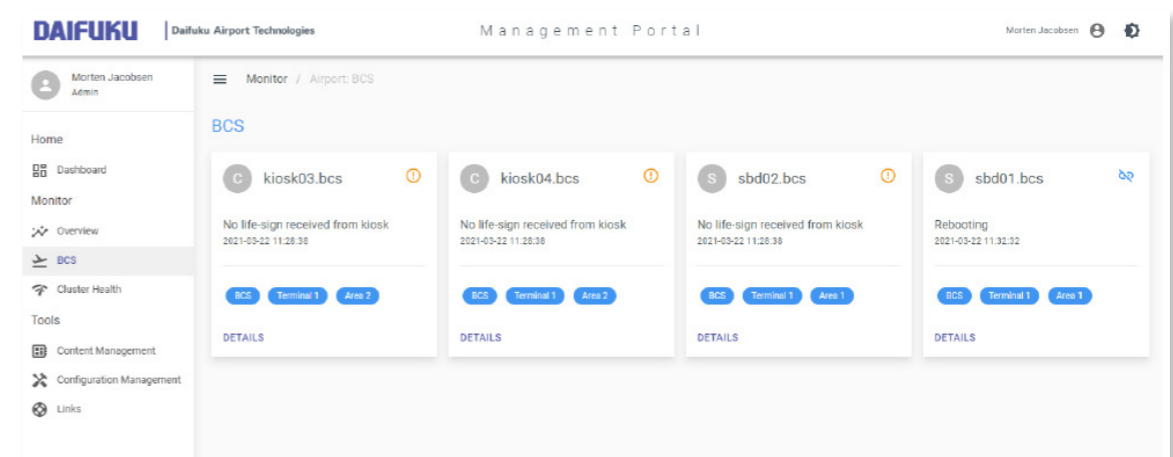 DAIFUKU Daifuku Airport Technologies Management Portal Morten Jacobsen
Morten Jacobsen
Admin
Monitor / Airport: BCS
BCS
Home
Dashboard
Monitor
Overview
BCS
Cluster Health
Tools
Content Management
Configuration Management
Links
C kiosk03.bcs
No life-sign received from kiosk
2021-03-22 11:28:38
BCS Terminal 1 Area 2
DETAILS
C kiosk04.bcs
No life-sign received from kiosk
2021-03-22 11:28:38
BCS Terminal 1 Area 2
DETAILS
S sbd02.bcs
No life-sign received from kiosk
2021-03-22 11:28:38
BCS Terminal 1 Area 1
DETAILS
S sbd01.bcs
Rebooting
2021-03-22 11:32:32
BCS Terminal 1 Area 1
DETAILS